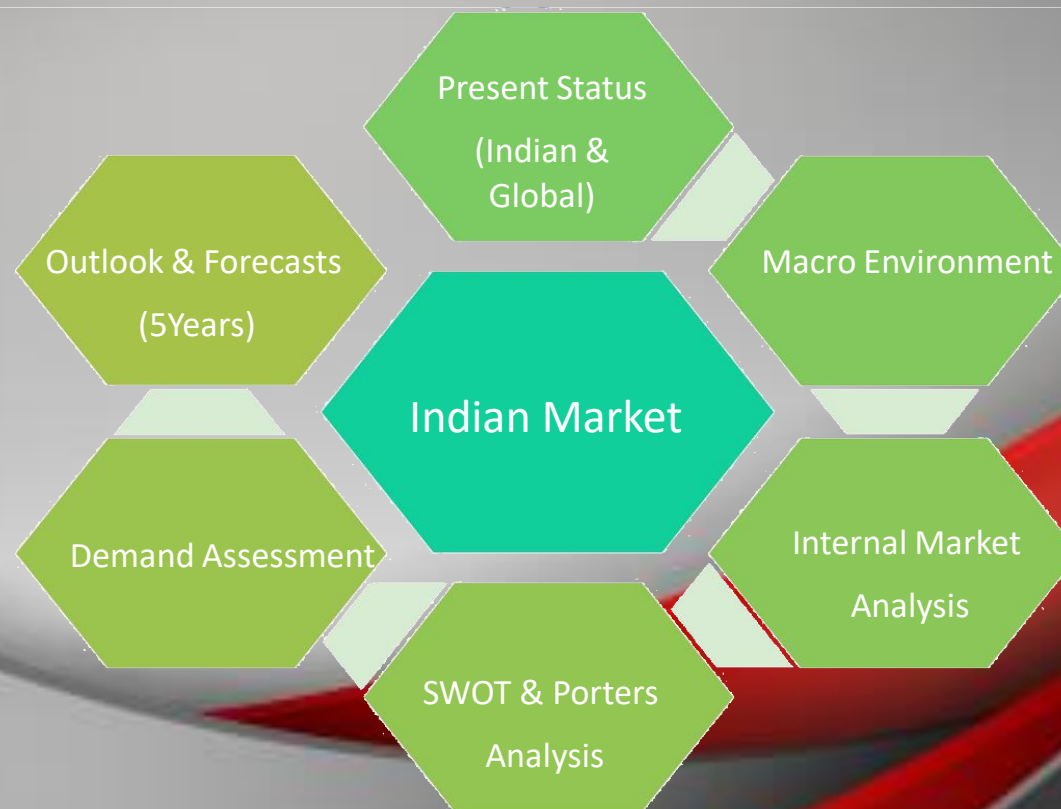 Present Status
(Indian &
Global)
Outlook & Forecasts
(5Years)
Macro Environment
Indian Market
Demand Assessment
Internal Market
Analysis
SWOT & Porters
Analysis